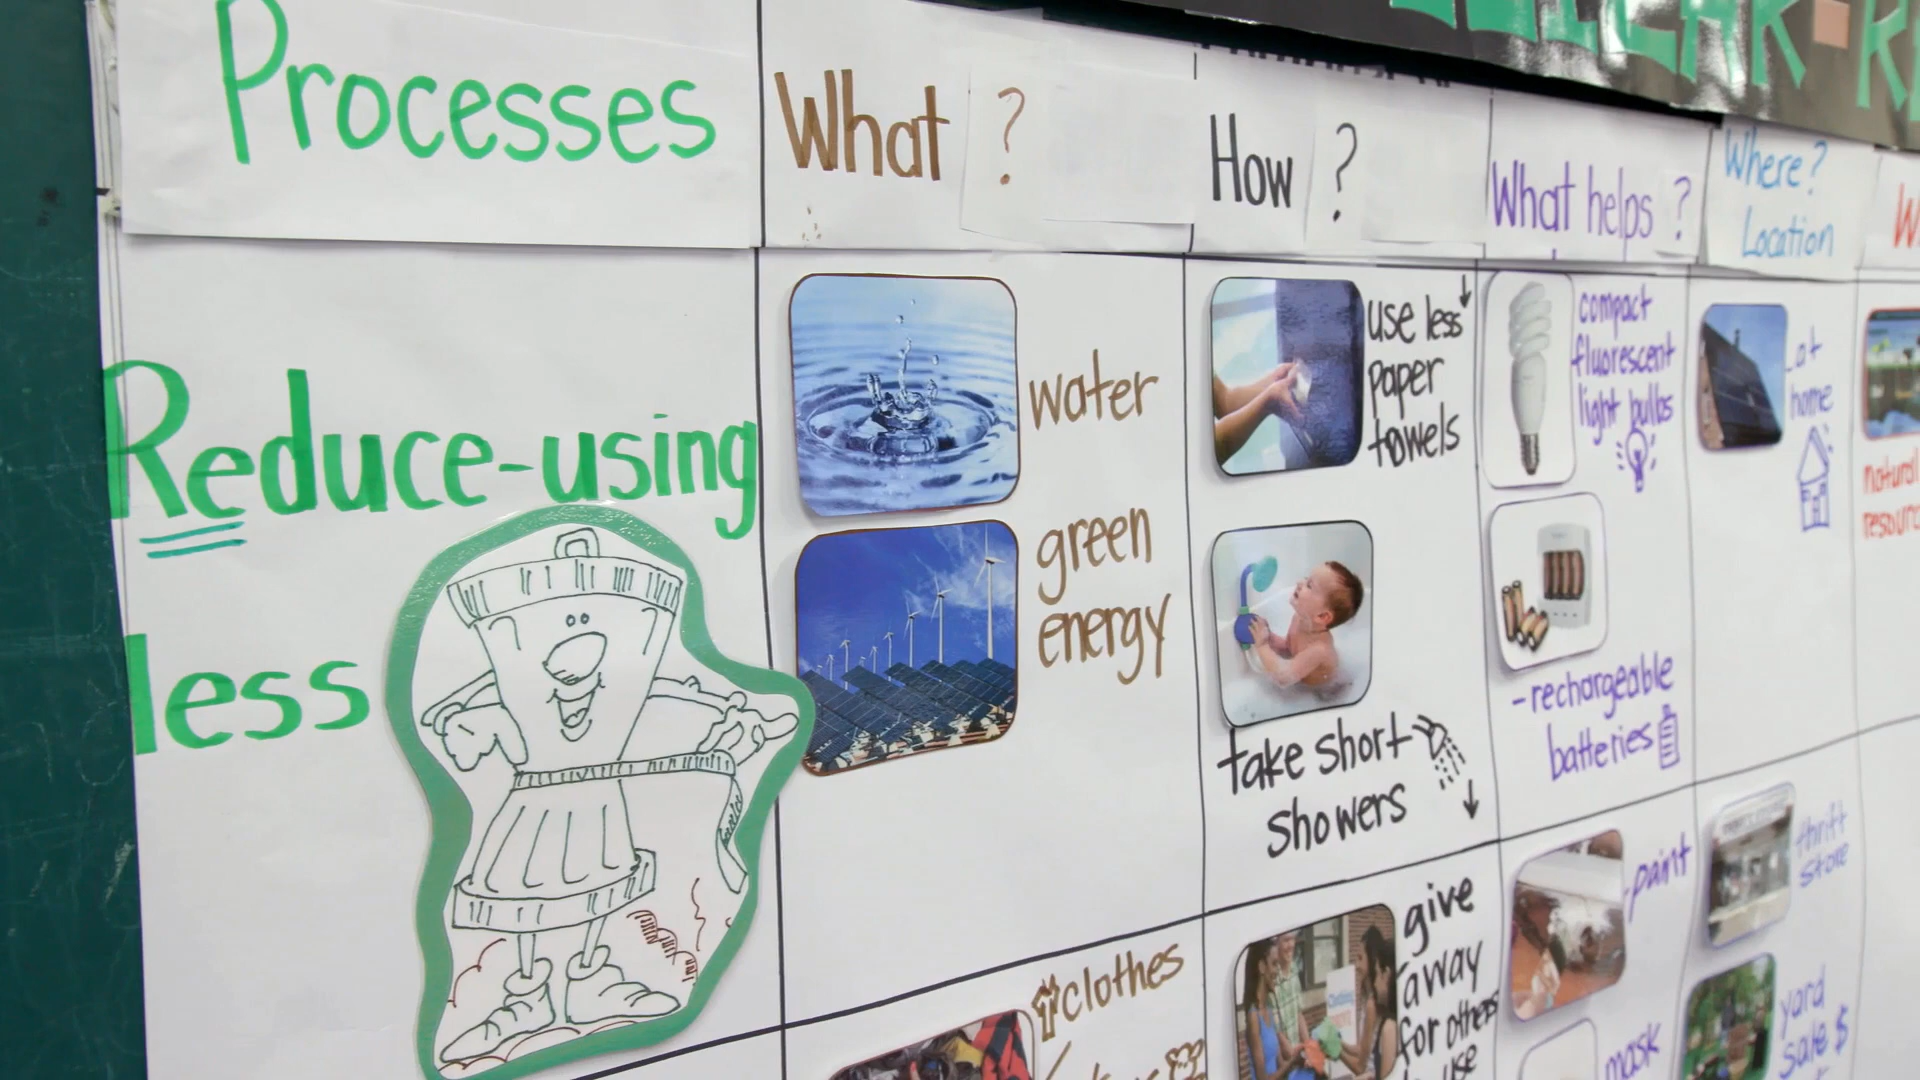 Processes
What ?
How ?
What helps ?
Where?
Location
Reduce-using
less
water
green
energy
use less
paper
towels
take short
showers
compact
fluorescent
light bulbs
-rechargeable
batteries
at
home
natural
clothes
give
away
for others
use
paint
mask
thrift
store
yard
sale $